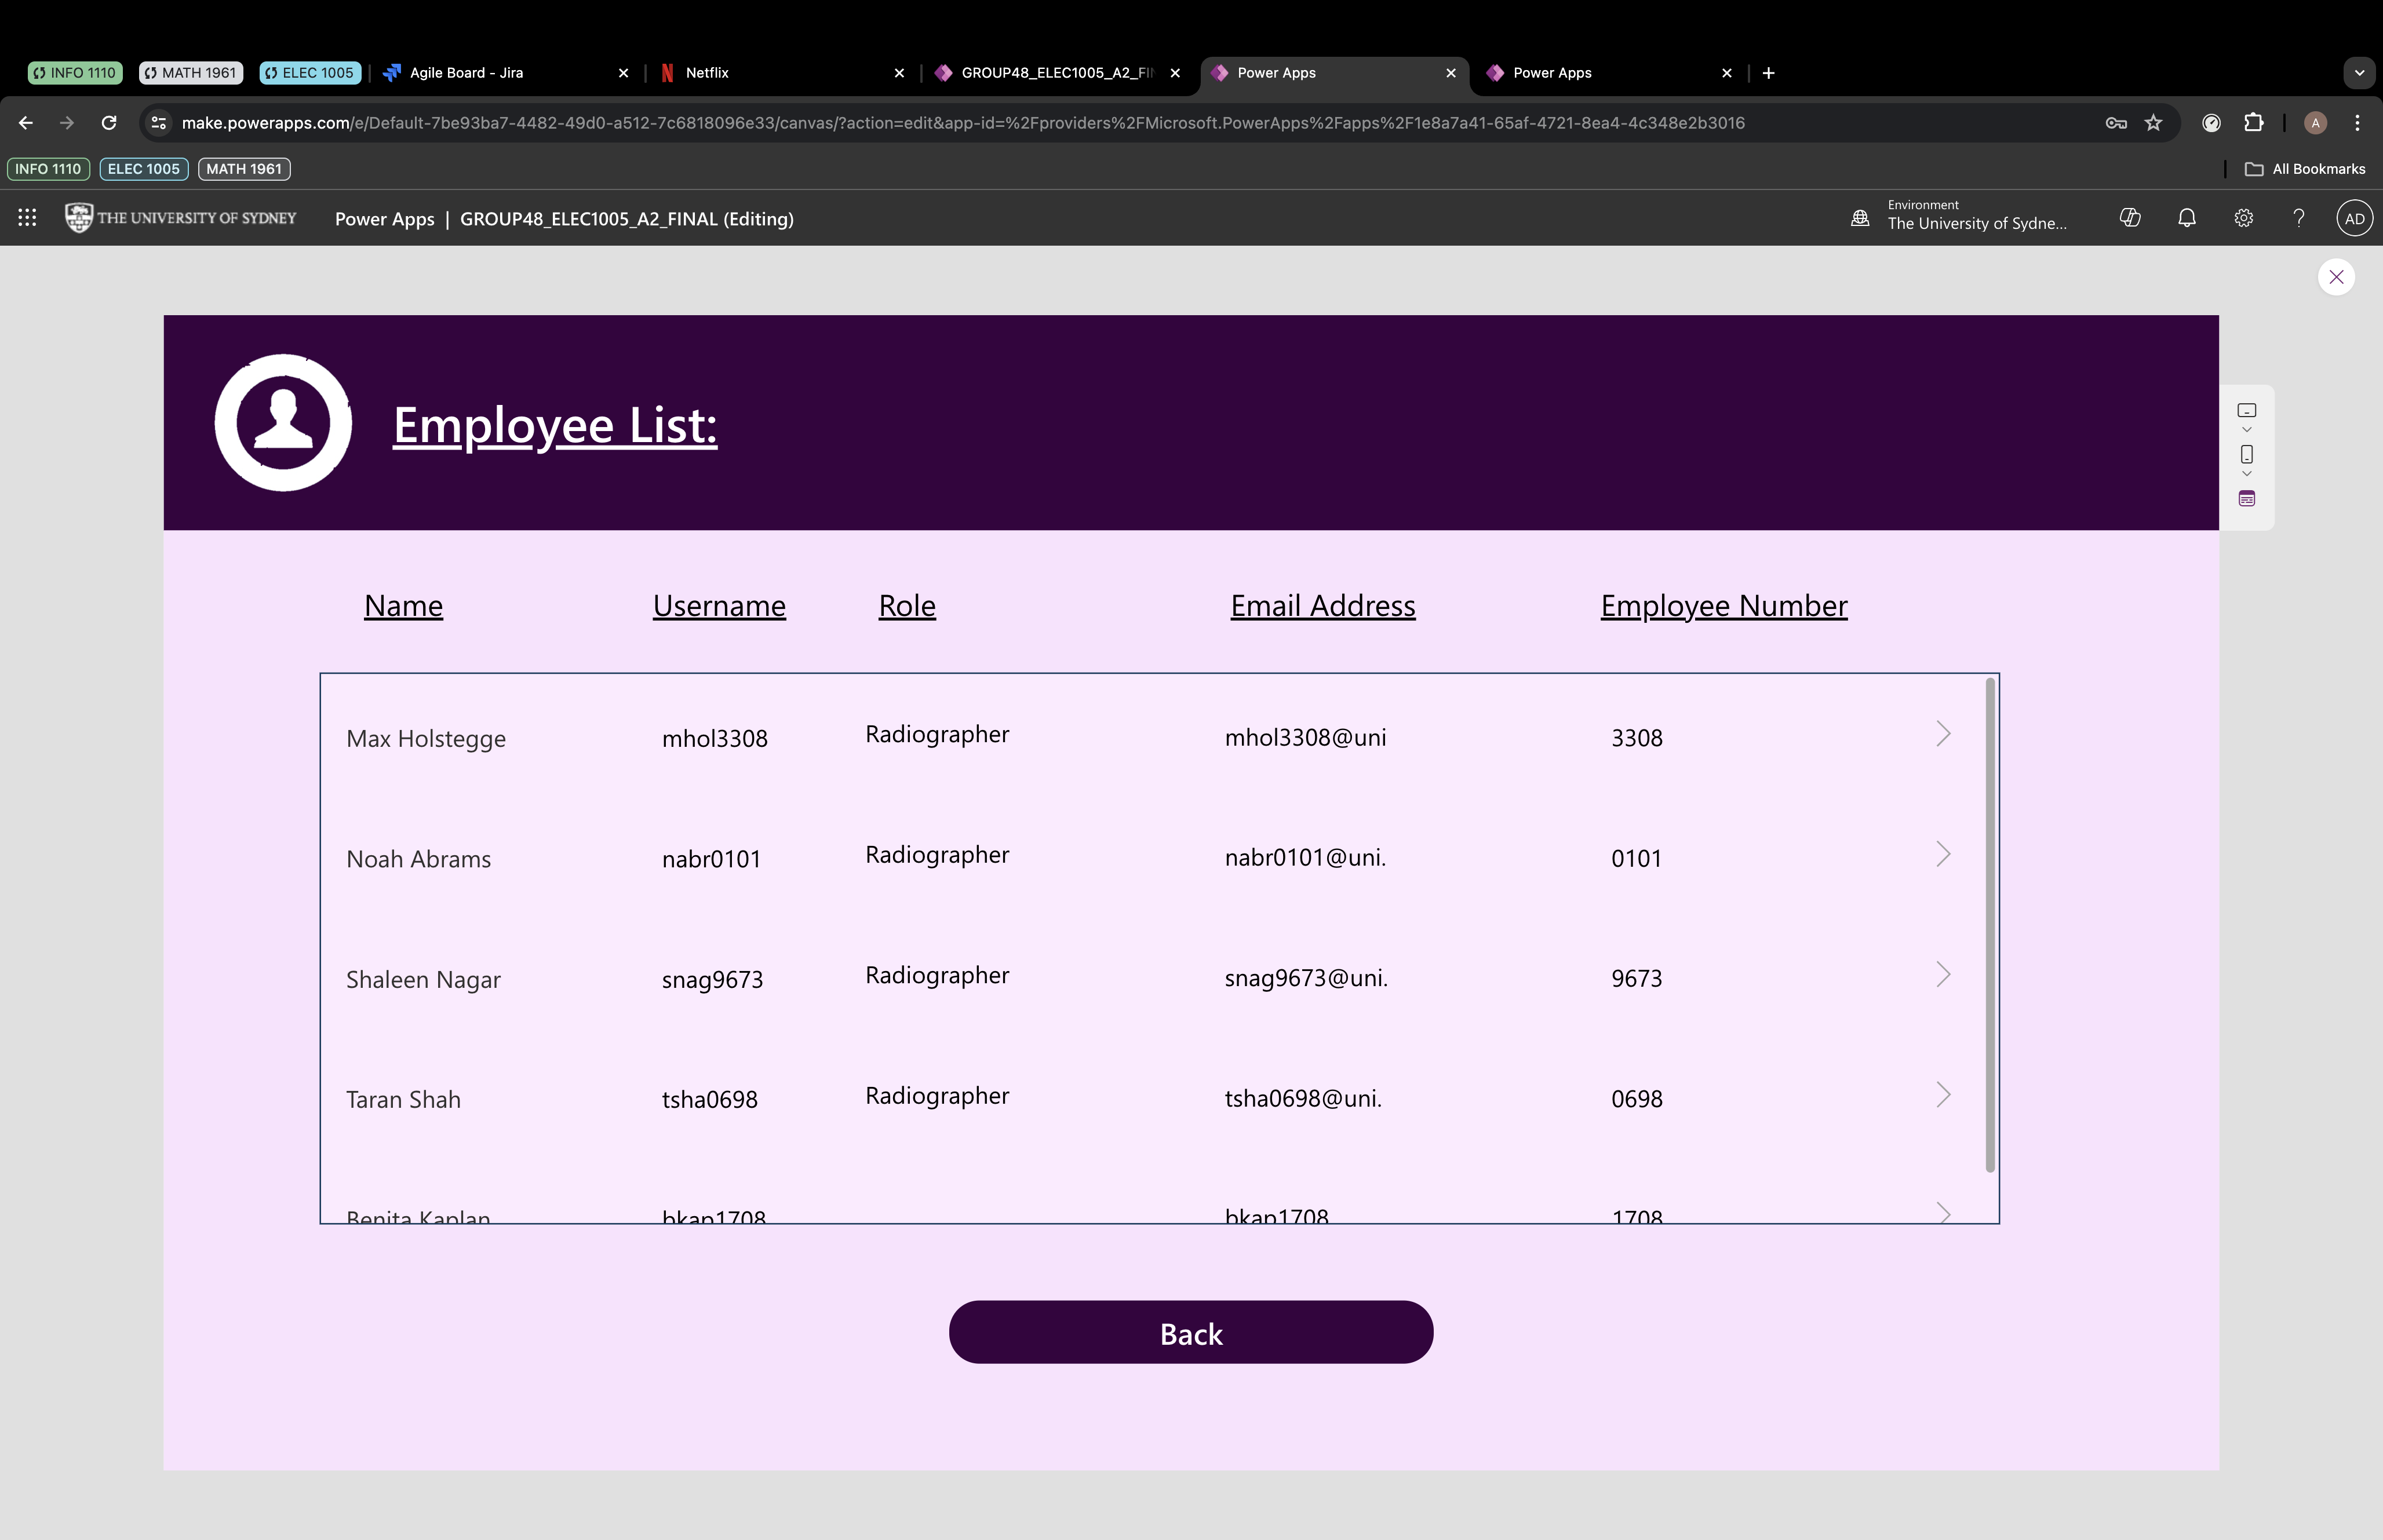 INFO 1110 MATH 1961 ELEC 1005 Agile Board - Jira Netflix GROUP48_ELEC1005_A2_FI Power Apps Power Apps
make.powerapps.com/e/Default-7be93ba7-4482-49d0-a512-7c6818096e33/canvas/?action=edit&app-id=%2Fproviders%2FMicrosoft.PowerApps%2Fapps%2F1e8a7a41-65af-4721-8ea4-4c348e2b3016 A
INFO 1110 ELEC 1005 MATH 1961 All Bookmarks
THE UNIVERSITY OF SYDNEY Power Apps | GROUP48_ELEC1005_A2_FINAL (Editing) Environment
The University of Sydne... AD
Employee List:
Name Username Role Email Address Employee Number
Max Holstegge mhol3308 Radiographer mhol3308@uni 3308
Noah Abrams nabr0101 Radiographer nabr0101@uni. 0101
Shaleen Nagar snag9673 Radiographer snag9673@uni. 9673
Taran Shah tsha0698 Radiographer tsha0698@uni. 0698
Benita Kaplan bkap1708 bkap1708 1708
Back